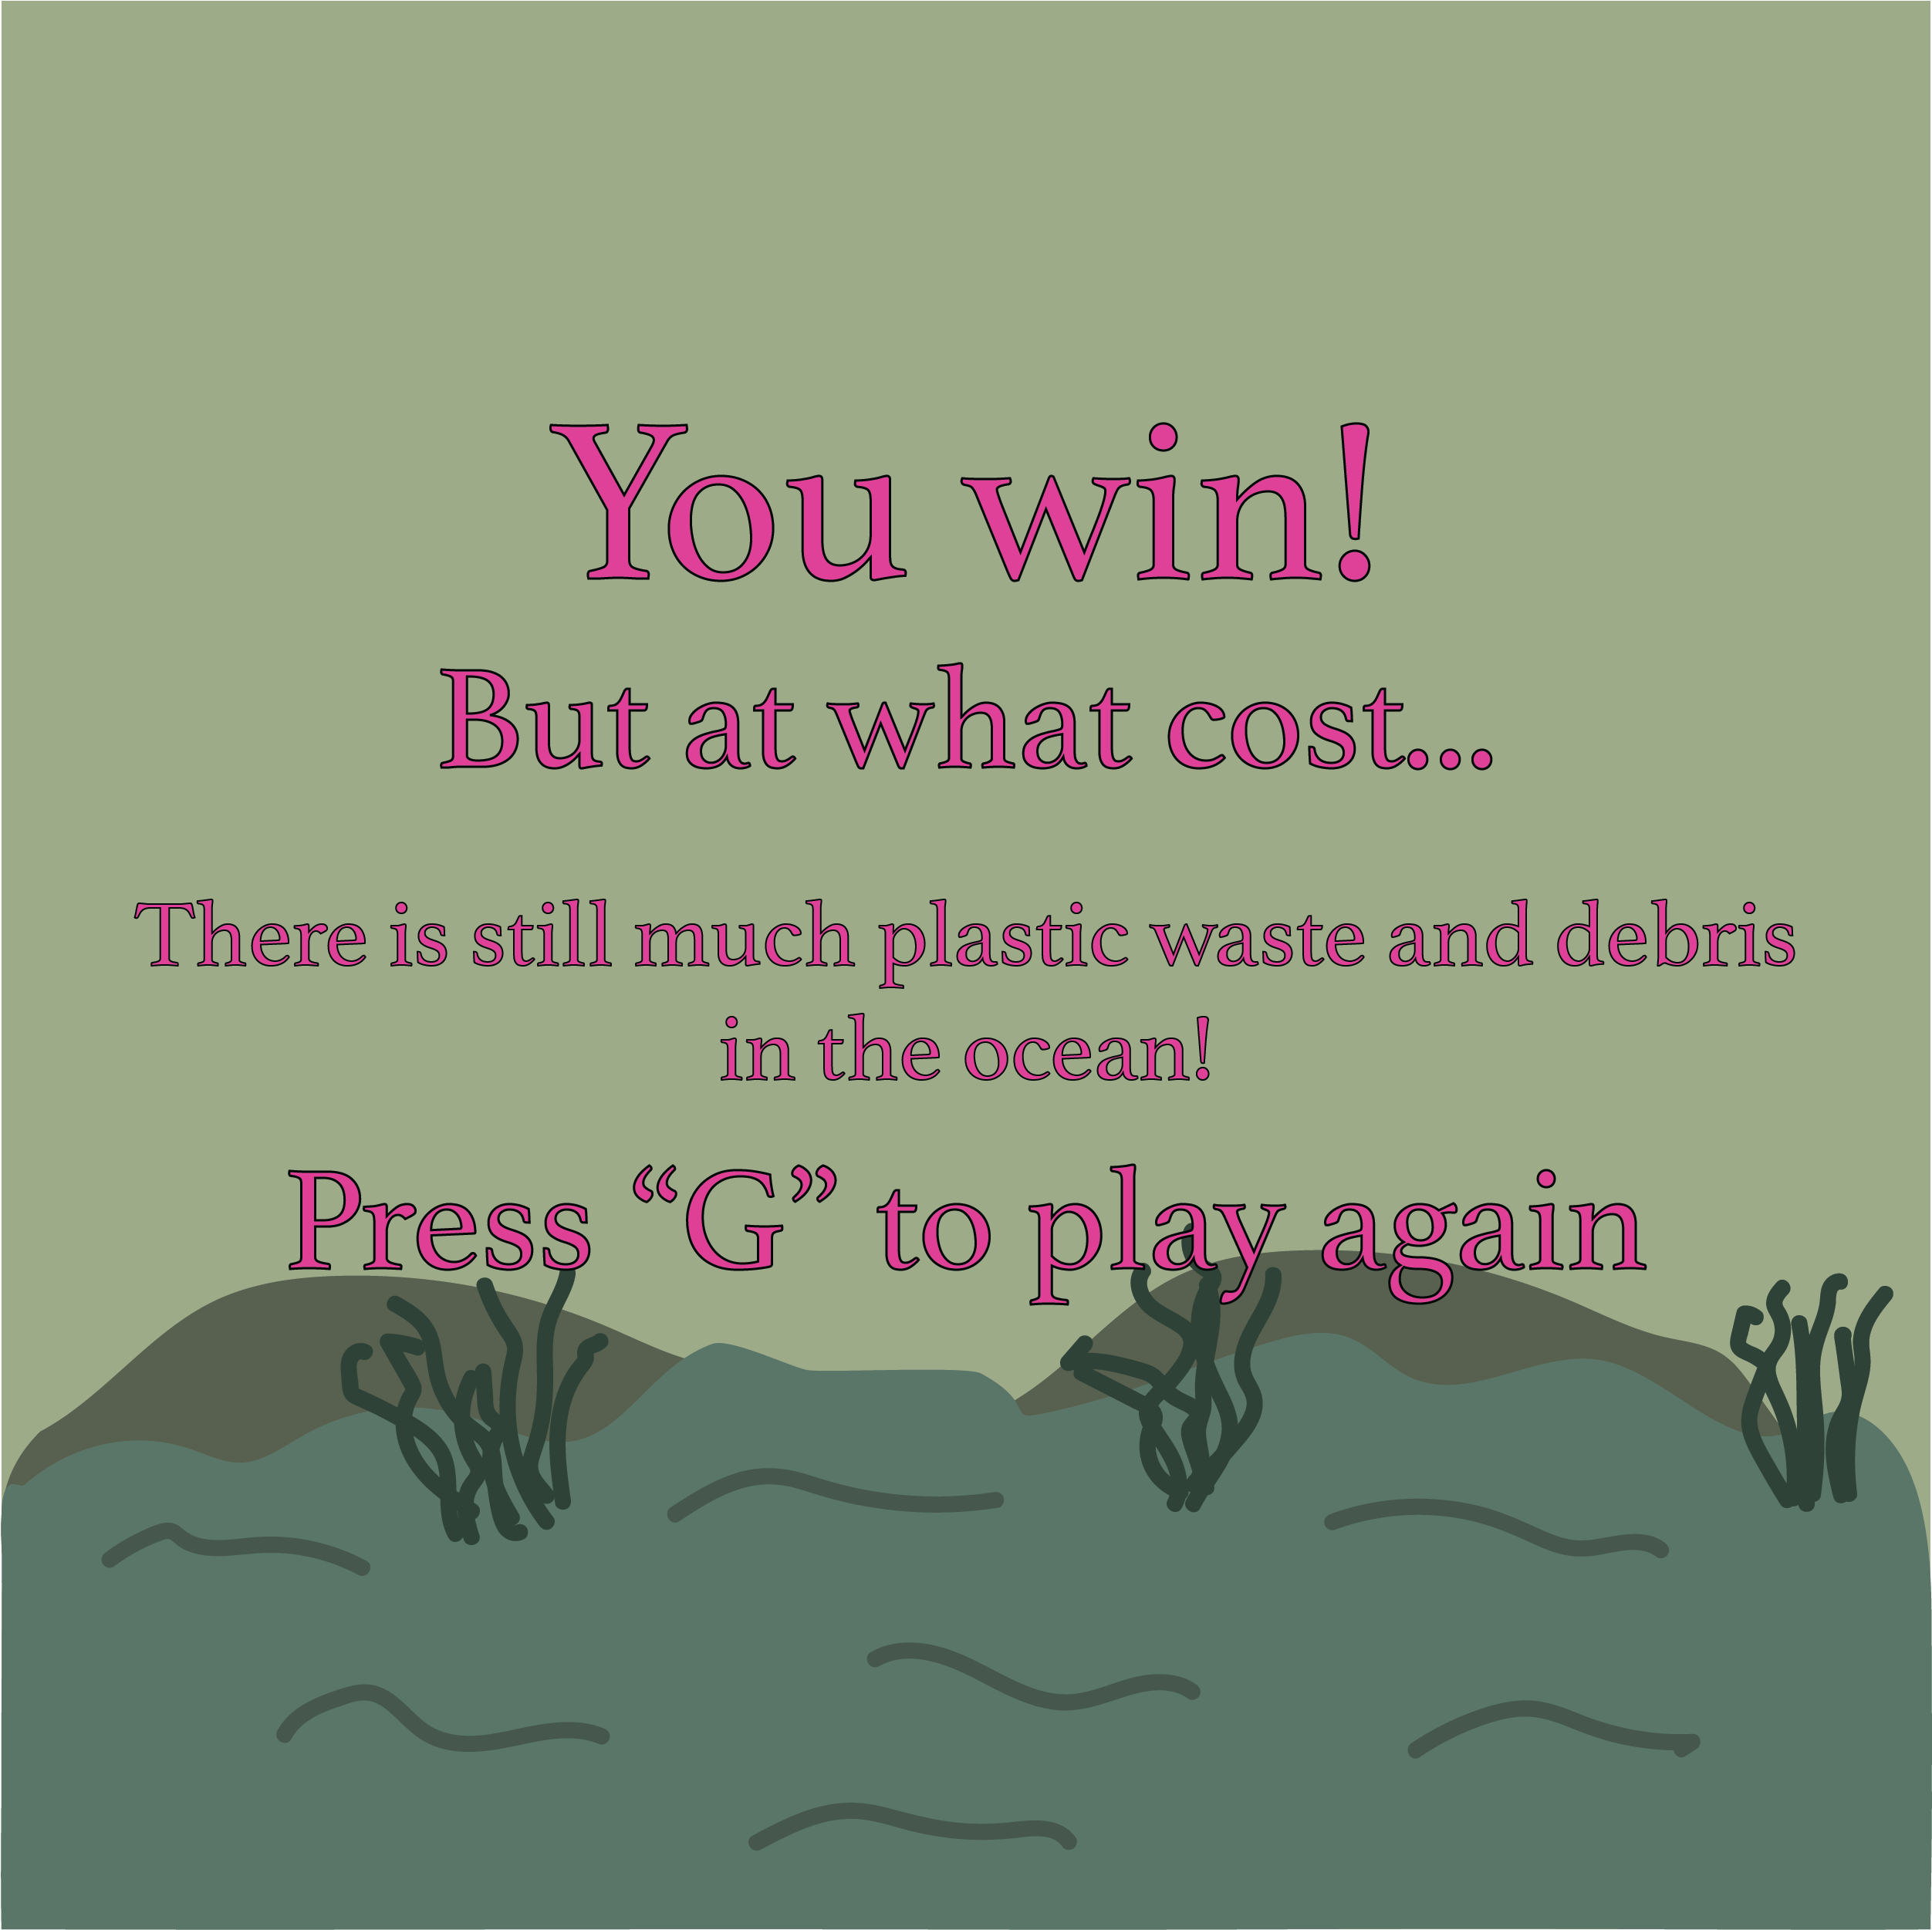 You win!
But at what cost...
There is still much plastic waste and debris
in the ocean!
Press “G” to play again